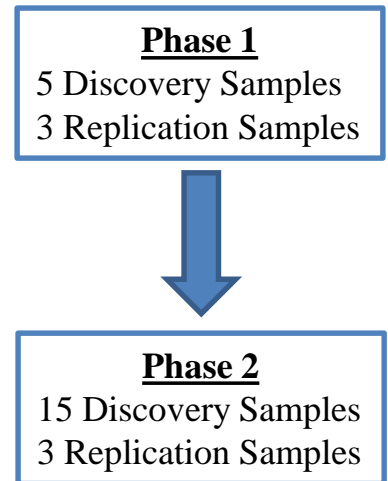 Phase 1
5 Discovery Samples
3 Replication Samples
Phase 2
15 Discovery Samples
3 Replication Samples